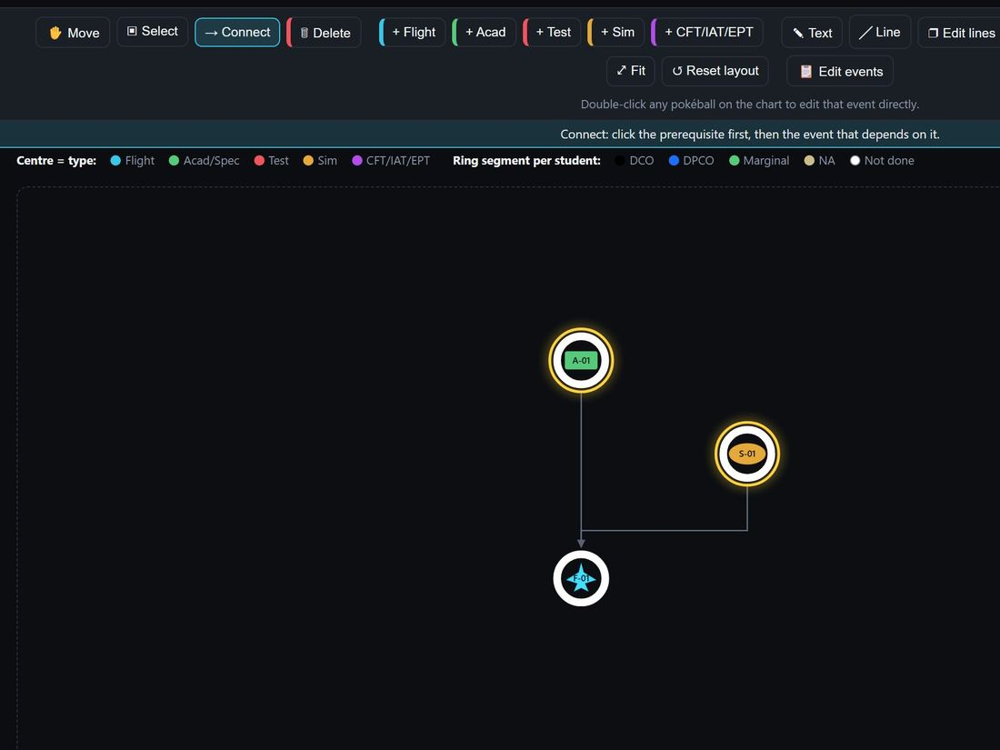 Move Select → Connect Delete + Flight + Acad + Test + Sim + CFT/IAT/EPT Text Line Edit lines
Fit Reset layout Edit events
Double-click any pokéball on the chart to edit that event directly.
Connect: click the prerequisite first, then the event that depends on it.
Centre = type: Flight Acad/Spec Test Sim CFT/IAT/EPT Ring segment per student: DCO DPCO Marginal NA Not done
A-01
S-01
F-01